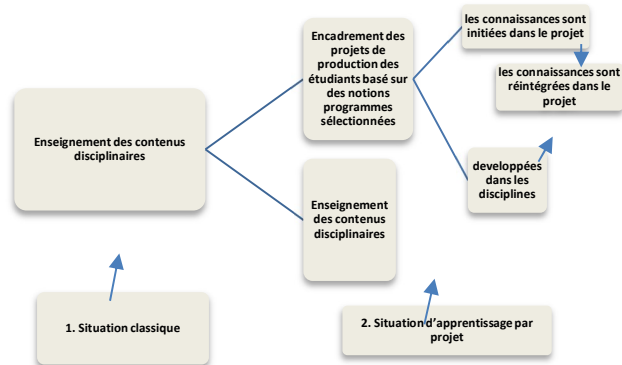 Enseignement des contenus
disciplinaires
Encadrement des
projets de
production des
étudiants basé sur
des notions
programmes
sélectionnées
Enseignement
des contenus
disciplinaires
les connaissances sont
initiées dans le projet
les connaissances sont
réintégrées dans le
projet
developpées
dans les
disciplines
1. Situation classique
2. Situation d'apprentissage par
projet